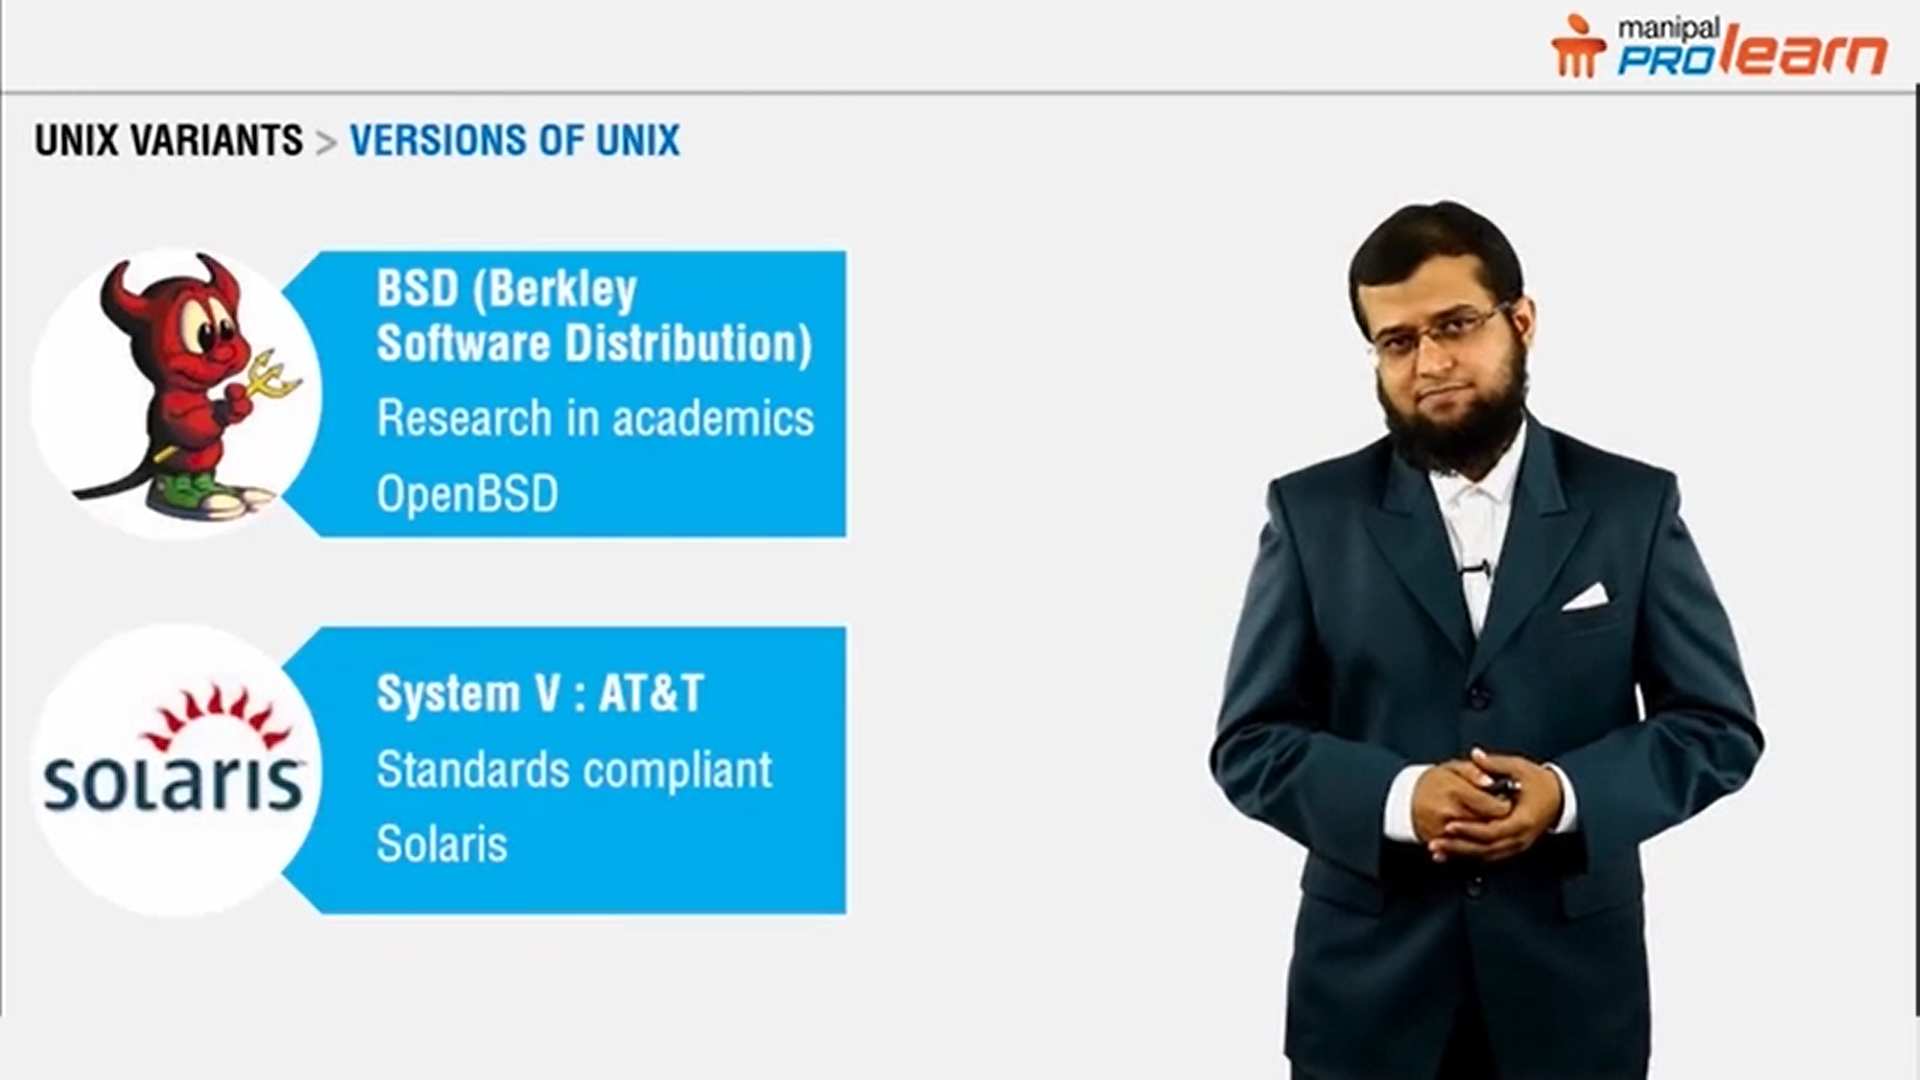 manipal
PROlearn
UNIX VARIANTS > VERSIONS OF UNIX
BSD (Berkley
Software Distribution)
Research in academics
OpenBSD
solaris
System V : AT&T
Standards compliant
Solaris